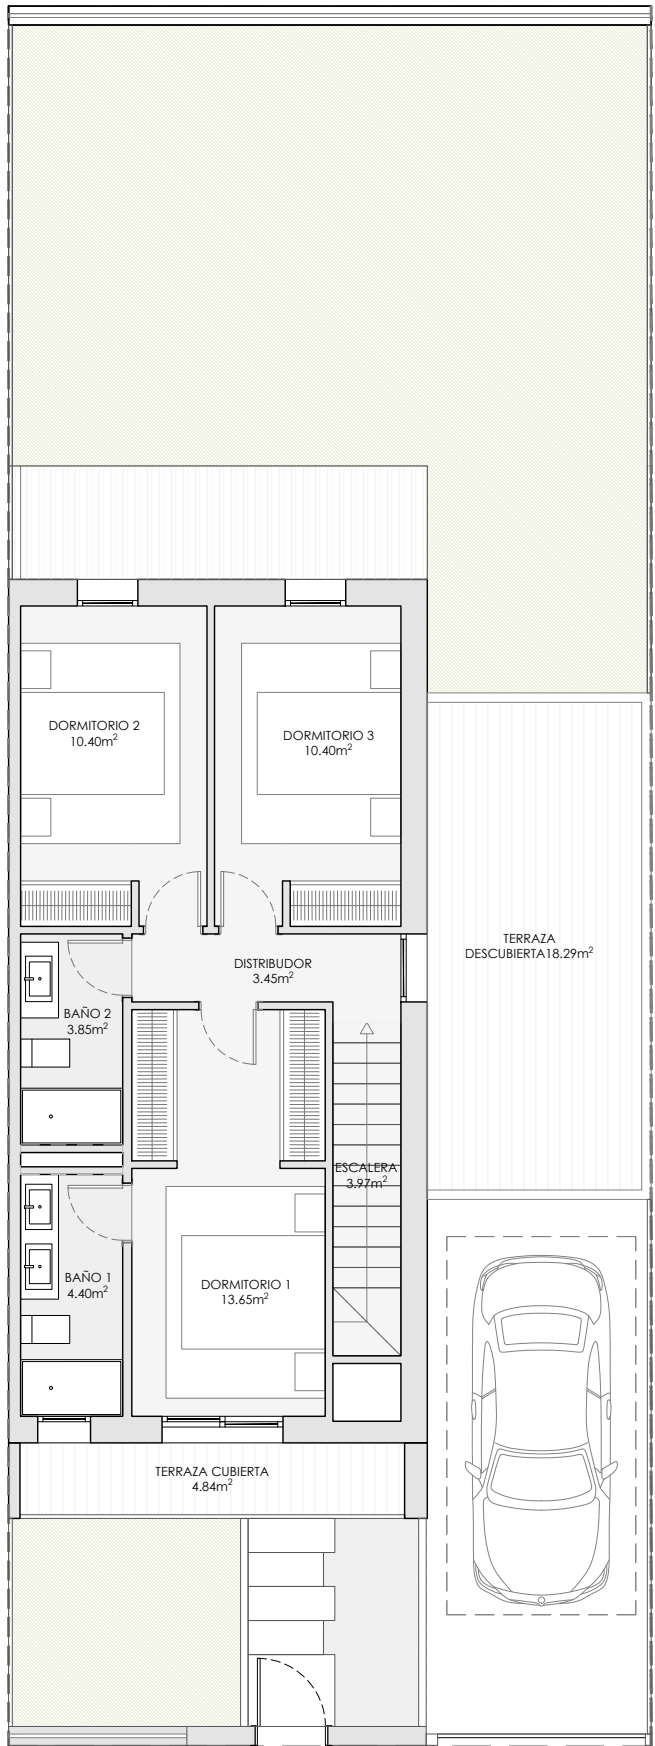 DORMITORIO 2
10.40m²
DORMITORIO 3
10.40m²
TERRAZA
DESCUBIERTA18.29m²
DISTRIBUDOR
3.45m²
BAÑO 2
3.85m²
ESCALERA
3.97m²
BAÑO 1
4.40m²
DORMITORIO 1
13.65m²
TERRAZA CUBIERTA
4.84m²